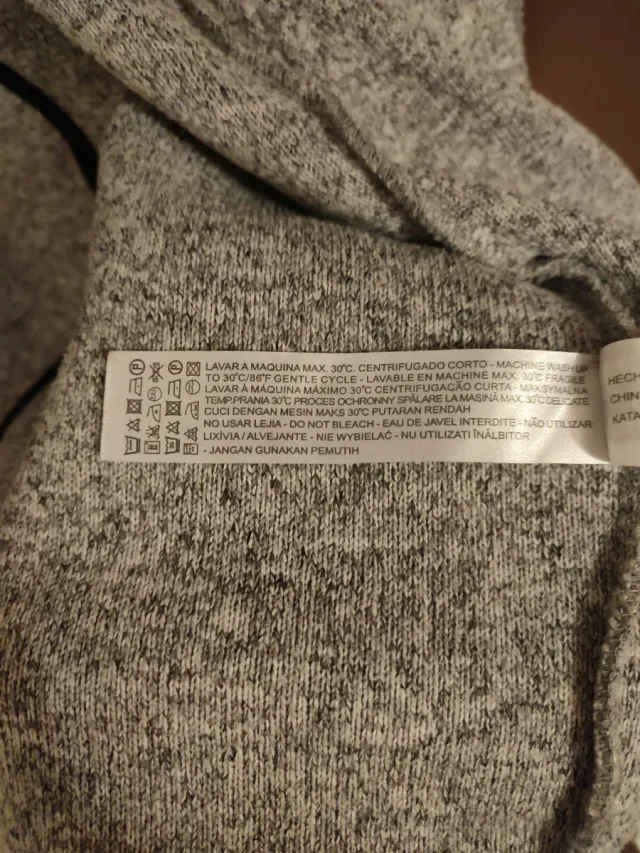 LAVAR A MAQUINA MAX. 30°C. CENTRIFUGADO CORTO - MACHINE WASH UP
TO 30°C/86°F GENTLE CYCLE - LAVABLE EN MACHINE MAX. 30°C FRAGILE
LAVAR À MÁQUINA MÁXIMO 30°C CENTRIFUGAÇÃO CURTA - MAKSYMALNA
TEMP.PRANIA 30°C PROCES OCHRONNY SPĂLARE LA MASINĂ MAX. 30°C DELICATE
CUCI DENGAN MESIN MAKS 30°C PUTARAN RENDAH
NO USAR LEJIA - DO NOT BLEACH - EAU DE JAVEL INTERDITE - NÃO UTILIZAR
LIXÍVIA / ALVEJANTE - NIE WYBIELAĆ - NU UTILIZAȚI ÎNĂLBITOR
- JANGAN GUNAKAN PEMUTIH
HECH
CHIN
KATA